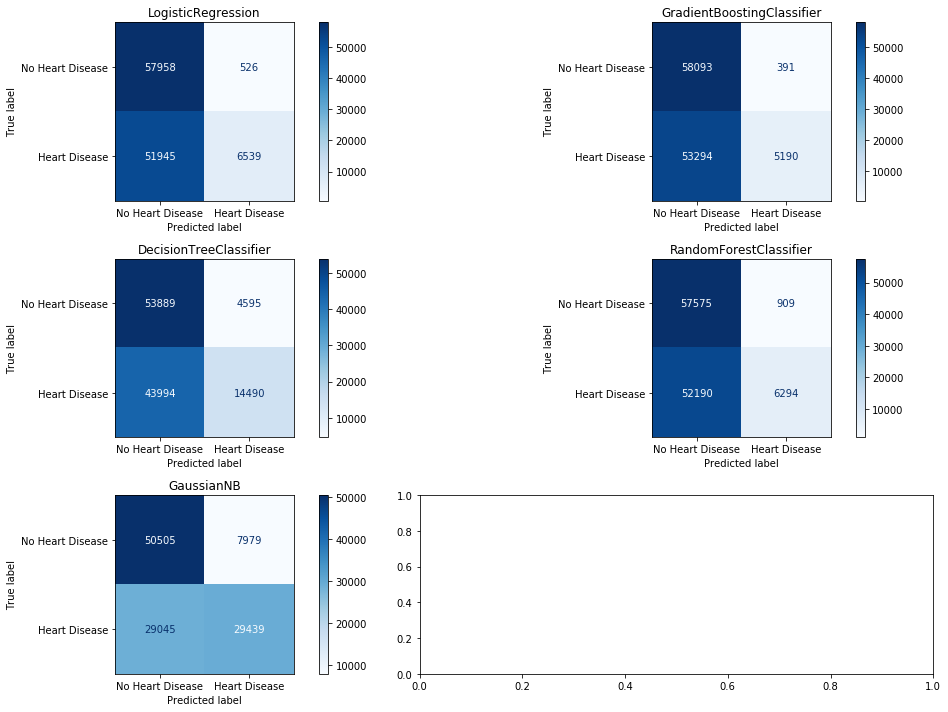 LogisticRegression
True label
No Heart Disease
Heart Disease
57958 526
51945 6539
No Heart Disease Heart Disease
Predicted label
50000
40000
30000
20000
10000
GradientBoostingClassifier
True label
No Heart Disease
Heart Disease
58093 391
53294 5190
No Heart Disease Heart Disease
Predicted label
50000
40000
30000
20000
10000
DecisionTreeClassifier
True label
No Heart Disease
Heart Disease
53889 4595
43994 14490
No Heart Disease Heart Disease
Predicted label
50000
40000
30000
20000
10000
RandomForestClassifier
True label
No Heart Disease
Heart Disease
57575 909
52190 6294
No Heart Disease Heart Disease
Predicted label
50000
40000
30000
20000
10000
GaussianNB
True label
No Heart Disease
Heart Disease
50505 7979
29045 29439
No Heart Disease Heart Disease
Predicted label
50000
40000
30000
20000
10000
1.0
0.8
0.6
0.4
0.2
0.0
0.0 0.2 0.4 0.6 0.8 1.0